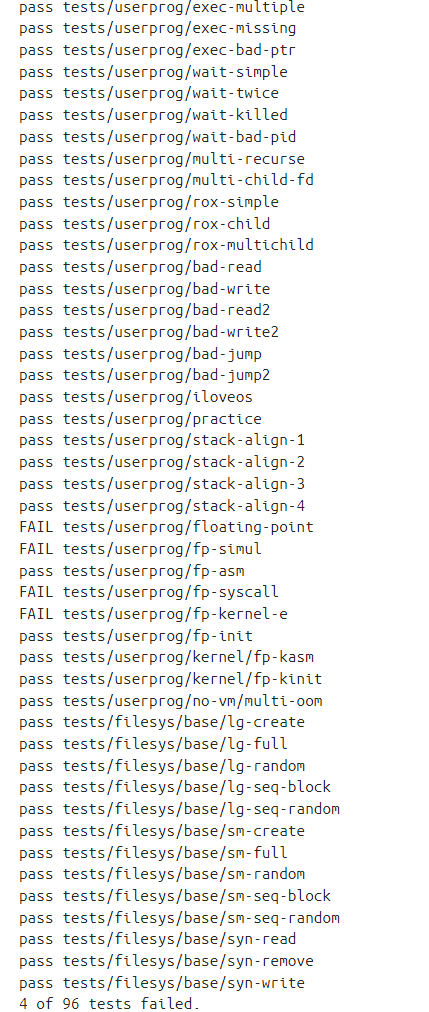 pass tests/userprog/exec-multiple
pass tests/userprog/exec-missing
pass tests/userprog/exec-bad-ptr
pass tests/userprog/wait-simple
pass tests/userprog/wait-twice
pass tests/userprog/wait-killed
pass tests/userprog/wait-bad-pid
pass tests/userprog/multi-recurse
pass tests/userprog/multi-child-fd
pass tests/userprog/rox-simple
pass tests/userprog/rox-child
pass tests/userprog/rox-multichild
pass tests/userprog/bad-read
pass tests/userprog/bad-write
pass tests/userprog/bad-read2
pass tests/userprog/bad-write2
pass tests/userprog/bad-jump
pass tests/userprog/bad-jump2
pass tests/userprog/iloveos
pass tests/userprog/practice
pass tests/userprog/stack-align-1
pass tests/userprog/stack-align-2
pass tests/userprog/stack-align-3
pass tests/userprog/stack-align-4
FAIL tests/userprog/floating-point
FAIL tests/userprog/fp-simul
pass tests/userprog/fp-asm
FAIL tests/userprog/fp-syscall
FAIL tests/userprog/fp-kernel-e
pass tests/userprog/fp-init
pass tests/userprog/kernel/fp-kasm
pass tests/userprog/kernel/fp-kinit
pass tests/userprog/no-vm/multi-oom
pass tests/filesys/base/lg-create
pass tests/filesys/base/lg-full
pass tests/filesys/base/lg-random
pass tests/filesys/base/lg-seq-block
pass tests/filesys/base/lg-seq-random
pass tests/filesys/base/sm-create
pass tests/filesys/base/sm-full
pass tests/filesys/base/sm-random
pass tests/filesys/base/sm-seq-block
pass tests/filesys/base/sm-seq-random
pass tests/filesys/base/syn-read
pass tests/filesys/base/syn-remove
pass tests/filesys/base/syn-write
4 of 96 tests failed.